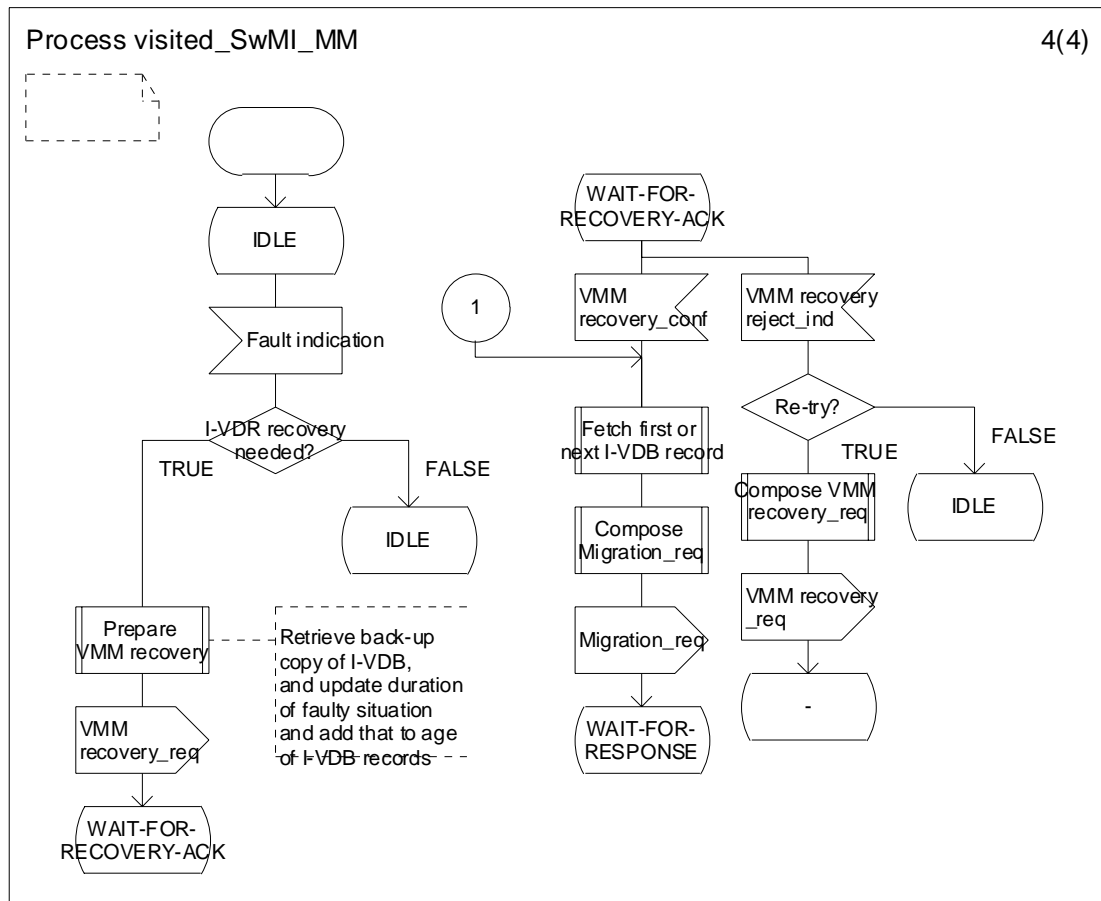 Process visited_SwMI_MM
4(4)
IDLE
Fault indication
I-VDR recovery
needed?
TRUE
FALSE
IDLE
Prepare
VMM recovery
Retrieve back-up
copy of I-VDB,
and update duration
of faulty situation
and add that to age
of I-VDB records
VMM
recovery_req
WAIT-FOR-
RECOVERY-ACK
1
WAIT-FOR-
RECOVERY-ACK
VMM
recovery_conf
Fetch first or
next I-VDB record
Compose
Migration_req
Migration_req
WAIT-FOR-
RESPONSE
VMM recovery
reject_ind
Re-try?
TRUE
FALSE
Compose VMM
recovery_req
IDLE
VMM recovery
_req
-